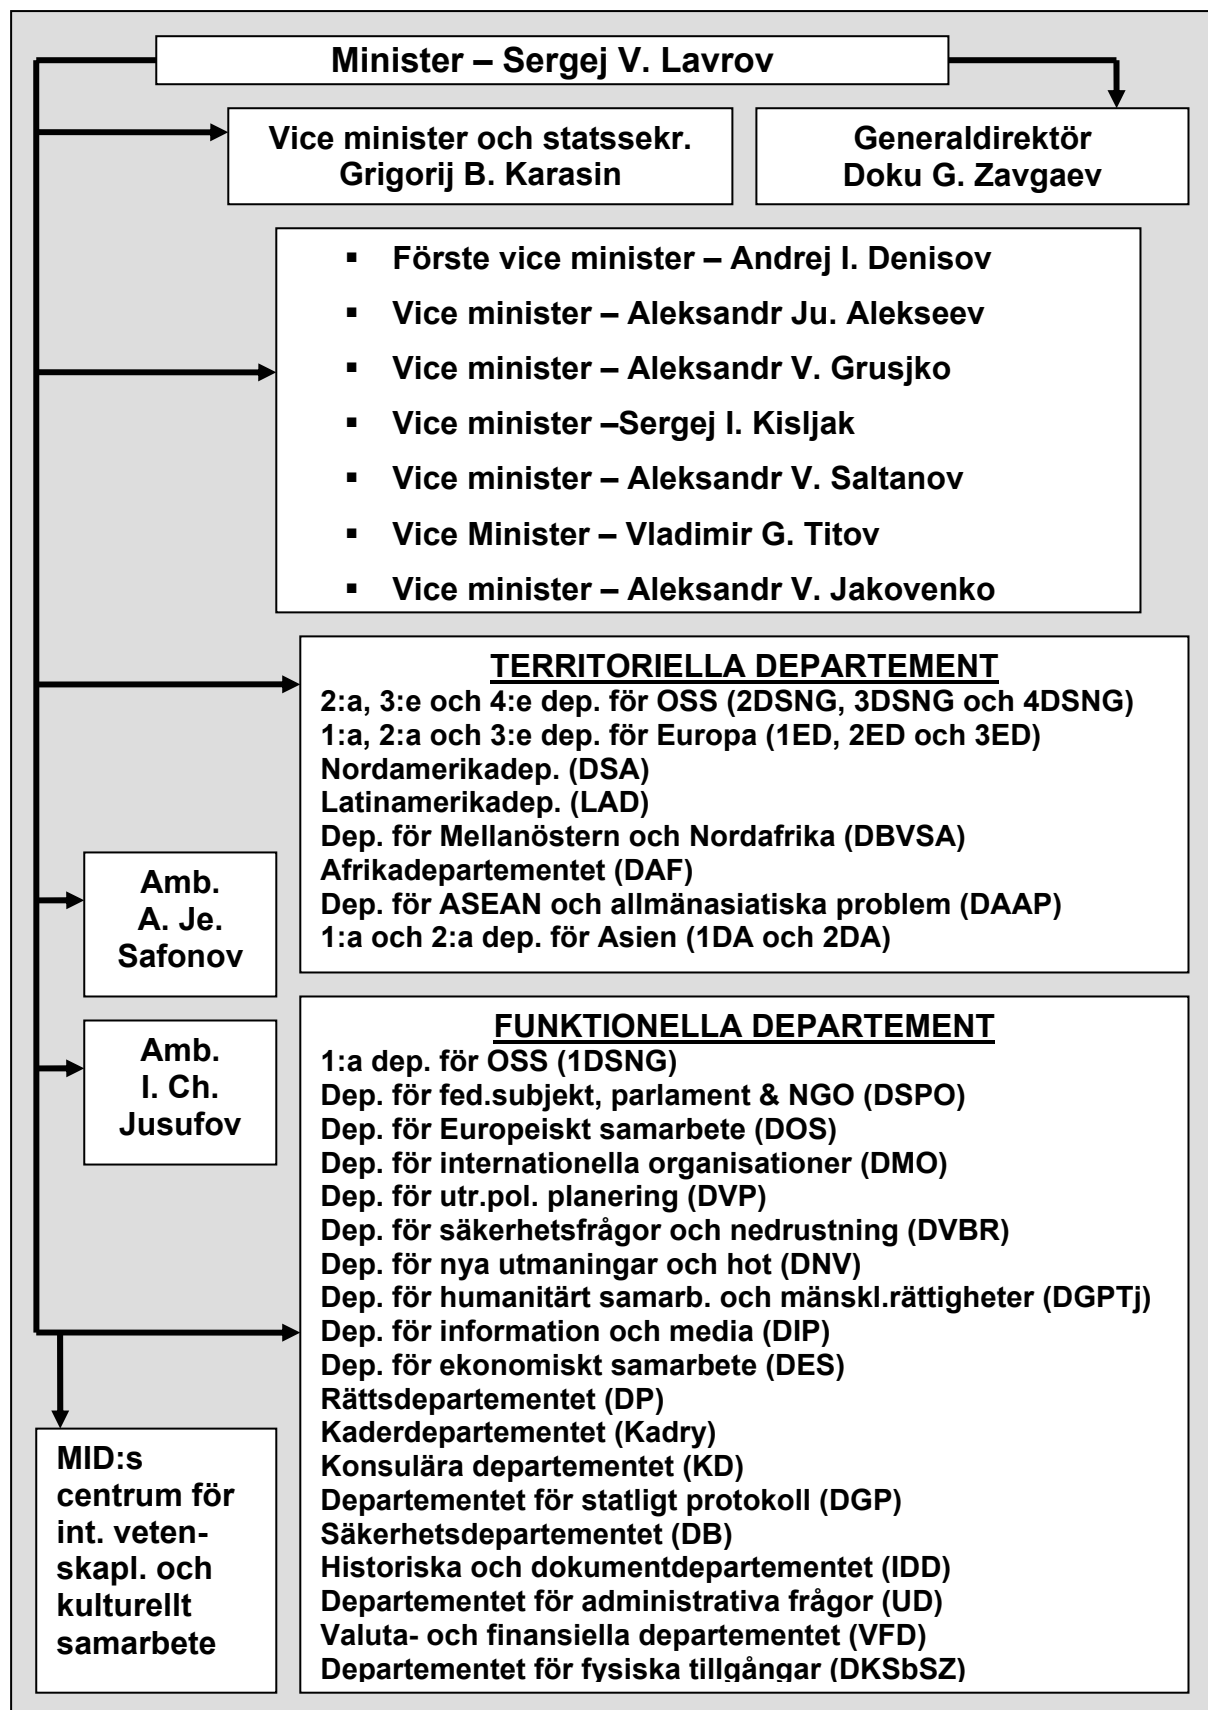 Minister – Sergej V. Lavrov
Vice minister och statssekr.
Grigorij B. Karasin
Generaldirektör
Doku G. Zavgaev
▪ Förste vice minister – Andrej I. Denisov
▪ Vice minister – Aleksandr Ju. Alekseev
▪ Vice minister – Aleksandr V. Grusjko
▪ Vice minister –Sergej I. Kisljak
▪ Vice minister – Aleksandr V. Saltanov
▪ Vice Minister – Vladimir G. Titov
▪ Vice minister – Aleksandr V. Jakovenko
TERRITORIELLA DEPARTEMENT
2:a, 3:e och 4:e dep. för OSS (2DSNG, 3DSNG och 4DSNG)
1:a, 2:a och 3:e dep. för Europa (1ED, 2ED och 3ED)
Nordamerikadep. (DSA)
Latinamerikadep. (LAD)
Dep. för Mellanöstern och Nordafrika (DBVSA)
Afrikadepartementet (DAF)
Dep. för ASEAN och allmänasiatiska problem (DAAP)
1:a och 2:a dep. för Asien (1DA och 2DA)
Amb.
A. Je.
Safonov
Amb.
I. Ch.
Jusufov
FUNKTIONELLA DEPARTEMENT
1:a dep. för OSS (1DSNG)
Dep. för fed.subjekt, parlament & NGO (DSPO)
Dep. för Europeiskt samarbete (DOS)
Dep. för internationella organisationer (DMO)
Dep. för utr.pol. planering (DVP)
Dep. för säkerhetsfrågor och nedrustning (DVBR)
Dep. för nya utmaningar och hot (DNV)
Dep. för humanitärt samarb. och mänskl.rättigheter (DGPTj)
Dep. för information och media (DIP)
Dep. för ekonomiskt samarbete (DES)
Rättsdepartementet (DP)
Kaderdepartementet (Kadry)
Konsulära departementet (KD)
Departementet för statligt protokoll (DGP)
Säkerhetsdepartementet (DB)
Historiska och dokumentdepartementet (IDD)
Departementet för administrativa frågor (UD)
Valuta- och finansiella departementet (VFD)
Departementet för fysiska tillgångar (DKSbSZ)
MID:s
centrum för
int. veten-
skapl. och
kulturellt
samarbete